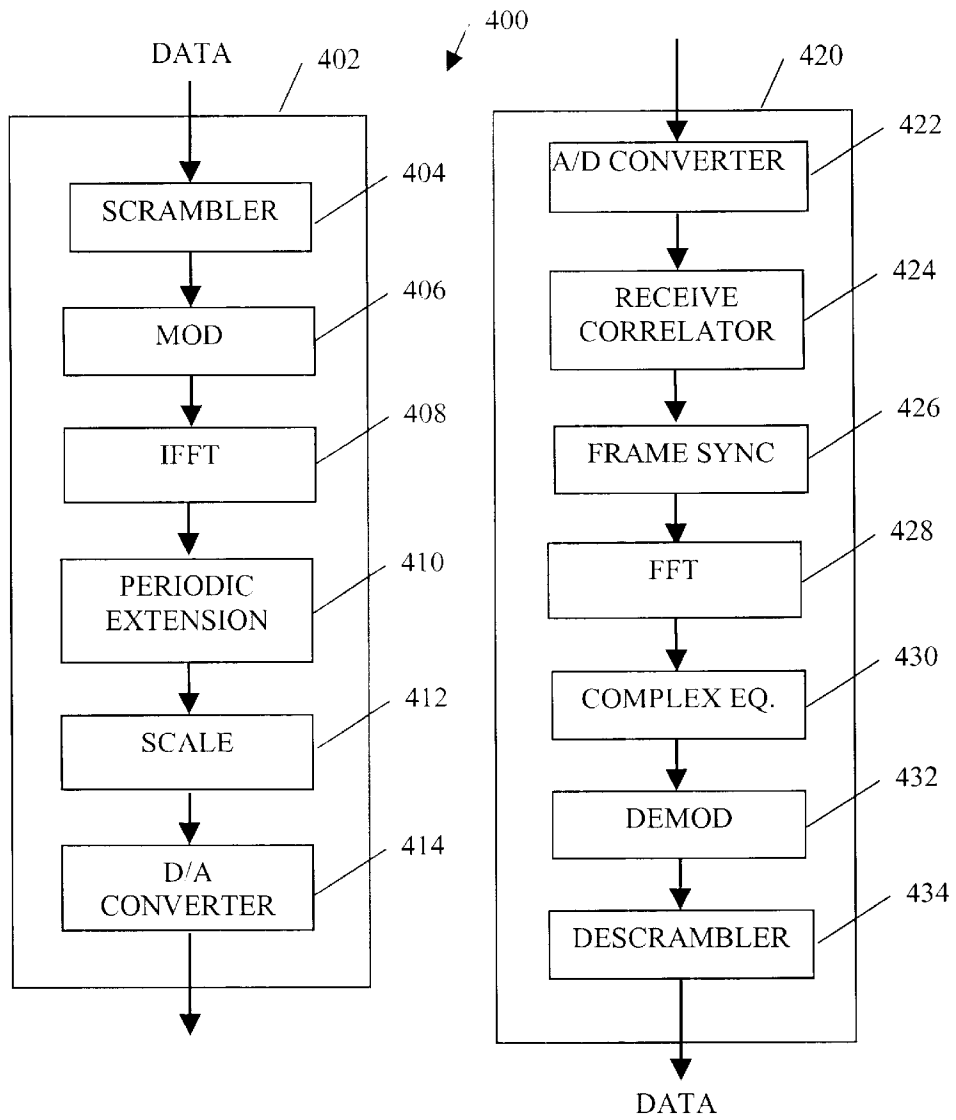 400
DATA
402
SCRAMBLER
404
MOD
406
IFFT
408
PERIODIC
EXTENSION
410
SCALE
412
D/A
CONVERTER
414
420
A/D CONVERTER
422
RECEIVE
CORRELATOR
424
FRAME SYNC
426
FFT
428
COMPLEX EQ.
430
DEMOD
432
DESCRAMBLER
434
DATA